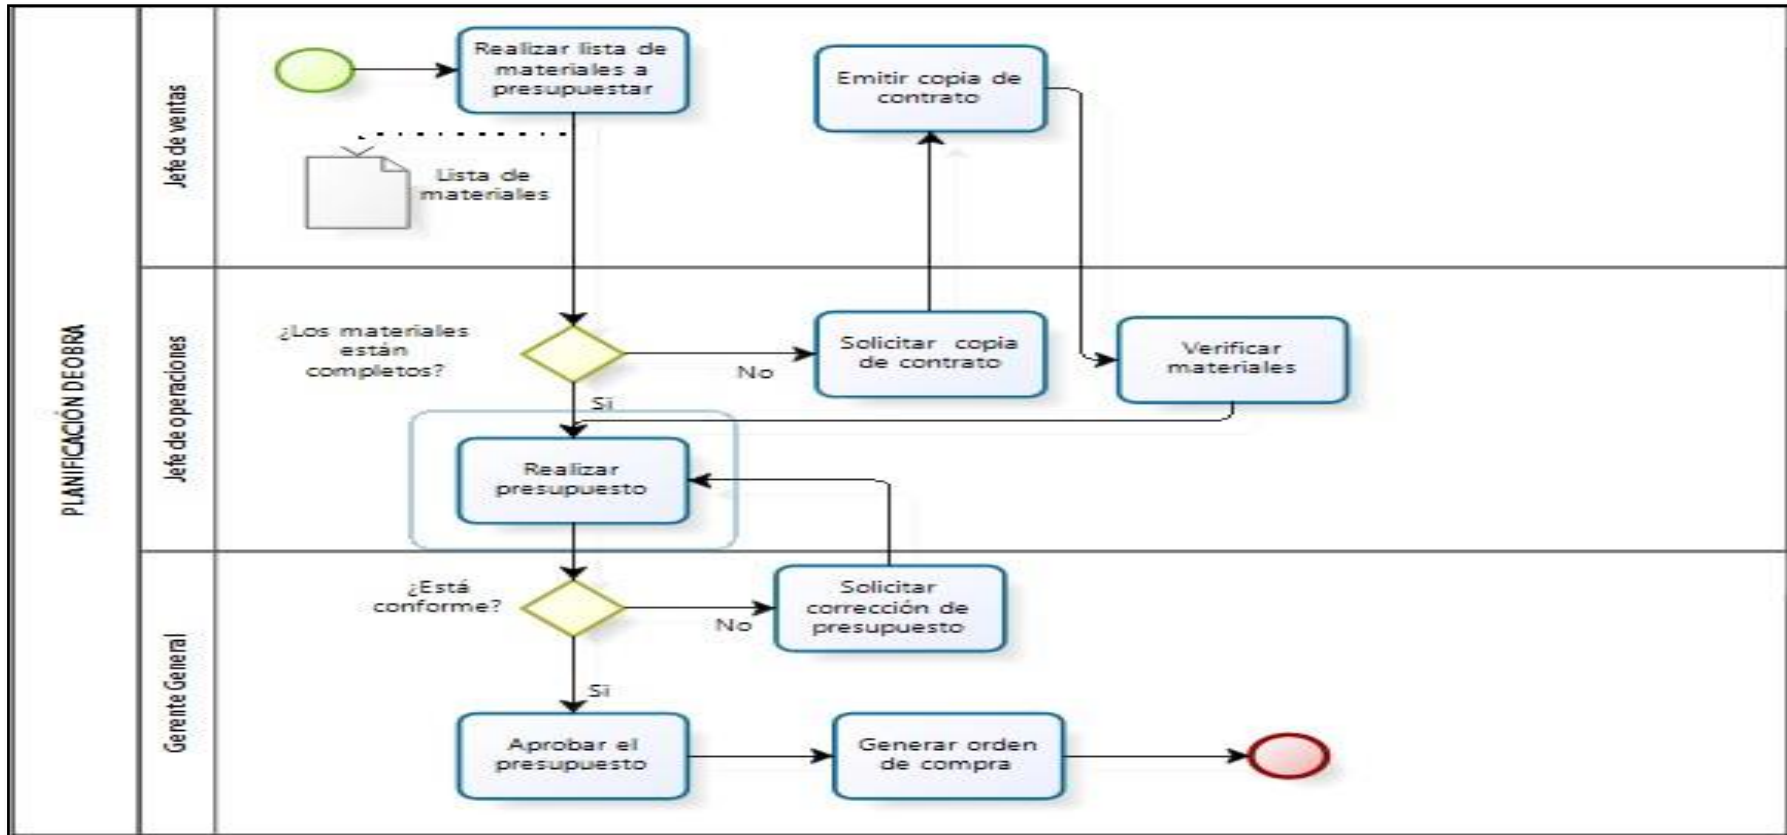 PLANIFICACIÓN DE OBRA
Jefe de ventas
Realizar lista de
materiales a
presupuestar
Emitir copia de
contrato
Lista de
materiales
Jefe de operaciones
¿Los materiales
están
completos?
No
Si
Solicitar copia
de contrato
Verificar
materiales
Realizar
presupuesto
Gerente General
¿Está
conforme?
No
Si
Solicitar
corrección de
presupuesto
Aprobar el
presupuesto
Generar orden
de compra